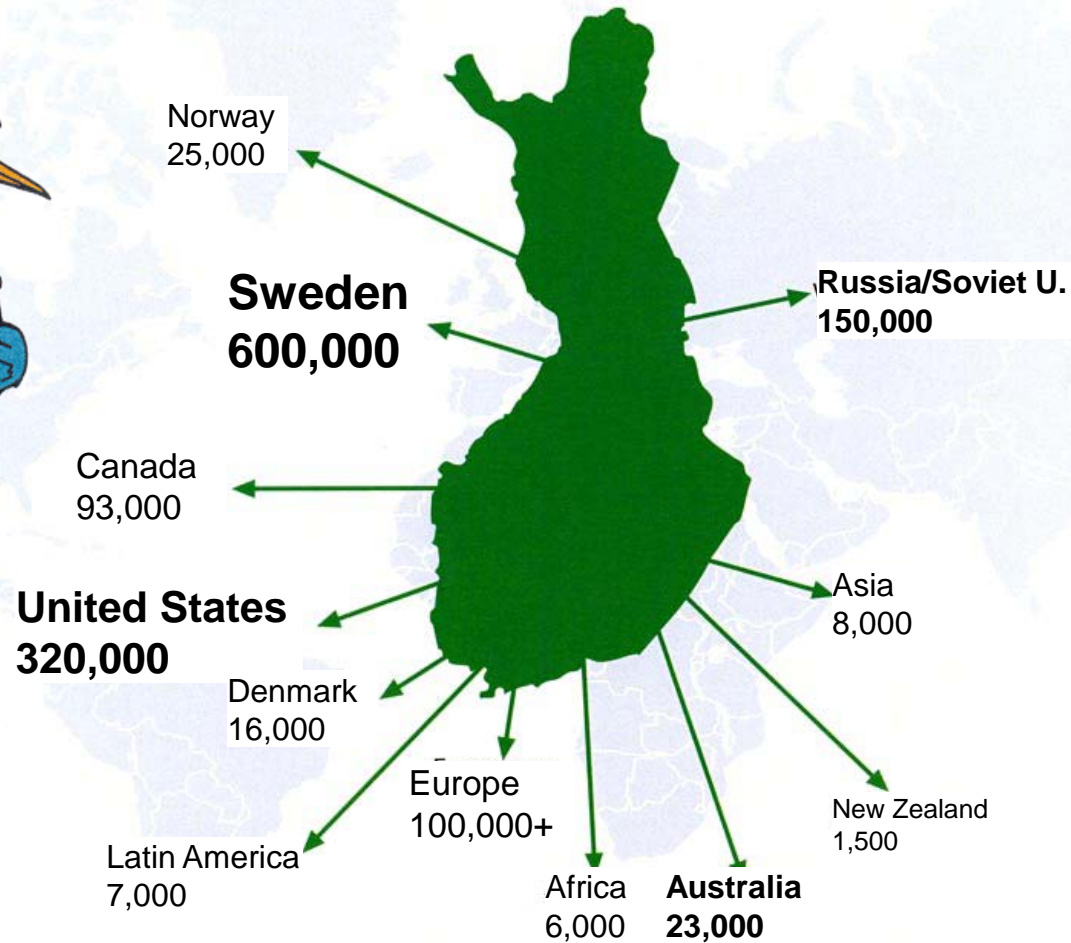 Norway
25,000
Sweden
600,000
Russia/Soviet U.
150,000
Canada
93,000
United States
320,000
Asia
8,000
Denmark
16,000
Europe
100,000+
New Zealand
1,500
Latin America
7,000
Africa
6,000
Australia
23,000